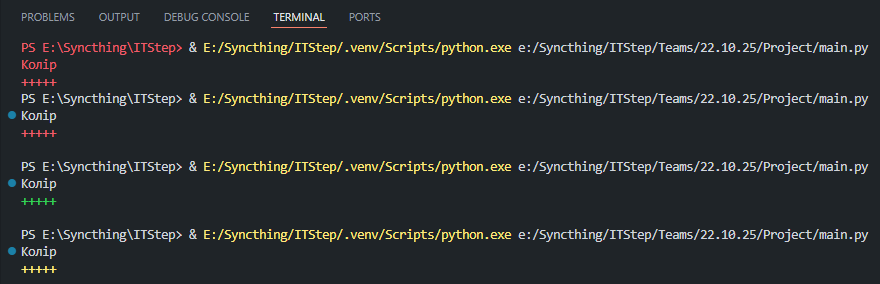 PROBLEMS OUTPUT DEBUG CONSOLE TERMINAL PORTS
PS E:\Syncthing\ITStep> & E:/Syncthing/ITStep/.venv/Scripts/python.exe e:/Syncthing/ITStep/Teams/22.10.25/Project/main.py
Колір
+++++
PS E:\Syncthing\ITStep> & E:/Syncthing/ITStep/.venv/Scripts/python.exe e:/Syncthing/ITStep/Teams/22.10.25/Project/main.py
Колір
+++++
PS E:\Syncthing\ITStep> & E:/Syncthing/ITStep/.venv/Scripts/python.exe e:/Syncthing/ITStep/Teams/22.10.25/Project/main.py
Колір
+++++
PS E:\Syncthing\ITStep> & E:/Syncthing/ITStep/.venv/Scripts/python.exe e:/Syncthing/ITStep/Teams/22.10.25/Project/main.py
Колір
+++++